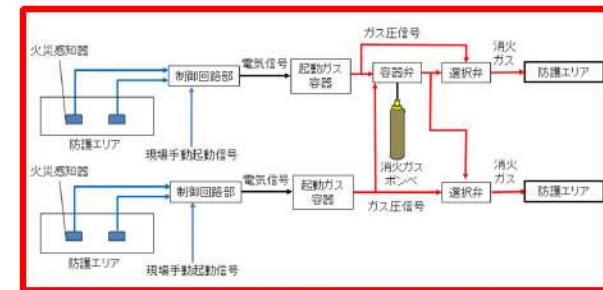 火災感知器
防護エリア
制御回路部
現場手動起動信号
電気信号
起動ガス
容器
ガス圧信号
容器弁
消火ガス
ボンベ
選択弁
消火
ガス
防護エリア
火災感知器
防護エリア
制御回路部
現場手動起動信号
電気信号
起動ガス
容器
ガス圧信号
選択弁
消火
ガス
防護エリア